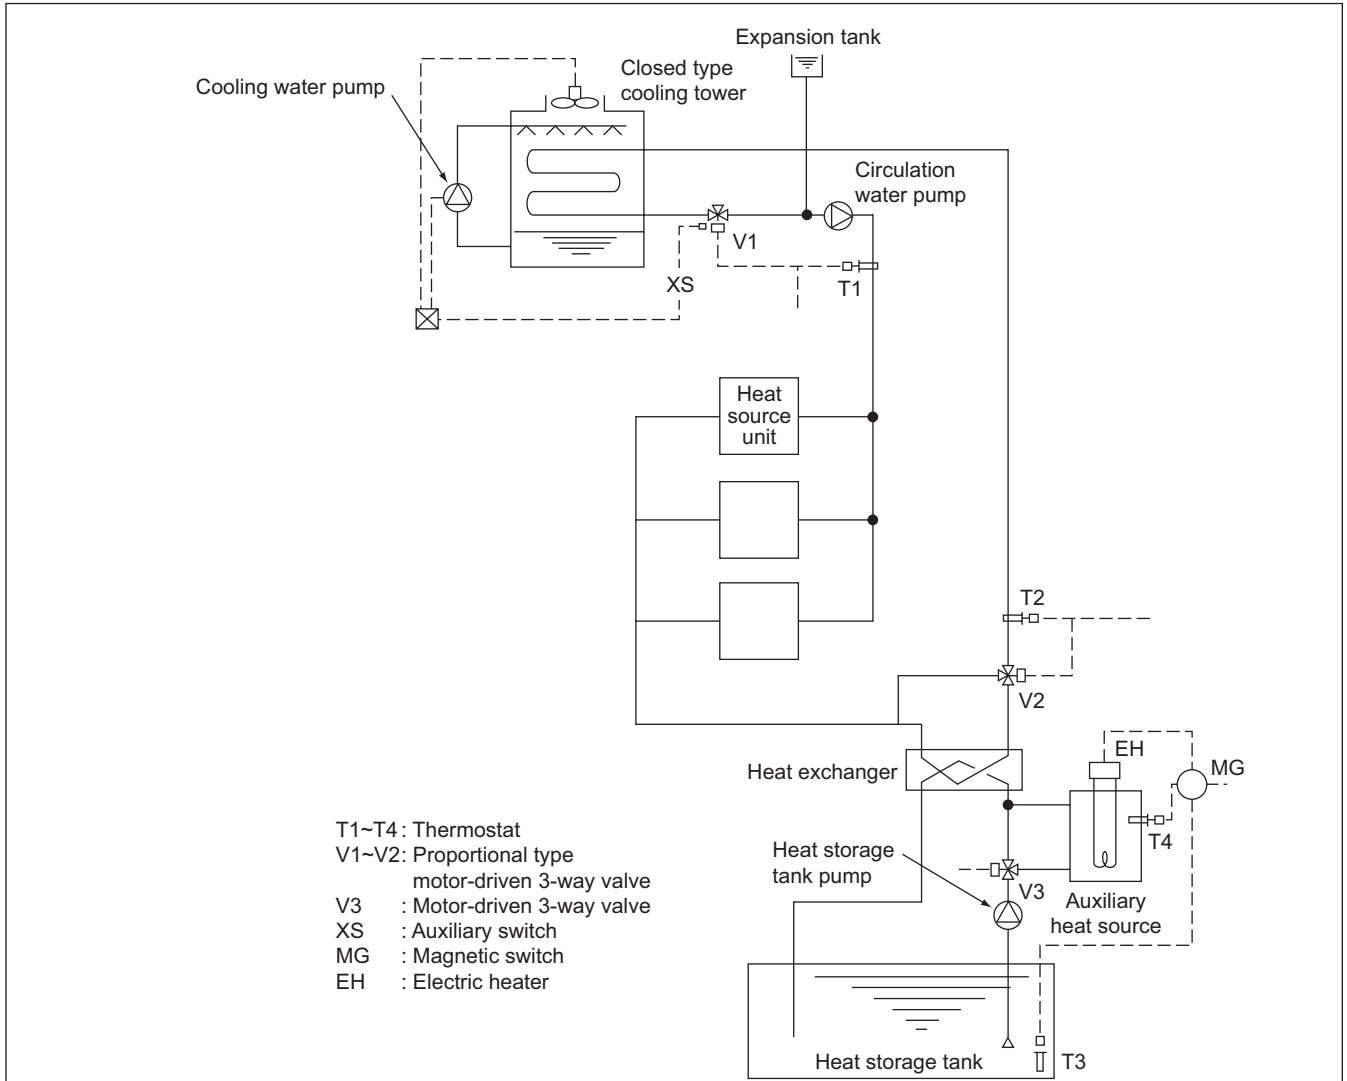 Expansion tank
Closed type
cooling tower
Cooling water pump
Circulation
water pump
V1
T1
XS
Heat
source
unit
T2
V2
EH
MG
Heat exchanger
T4
T1~T4 : Thermostat
V1~V2 : Proportional type
motor-driven 3-way valve
V3 : Motor-driven 3-way valve
XS : Auxiliary switch
MG : Magnetic switch
EH : Electric heater
Heat storage
tank pump
V3
Auxiliary
heat source
Heat storage tank
T3